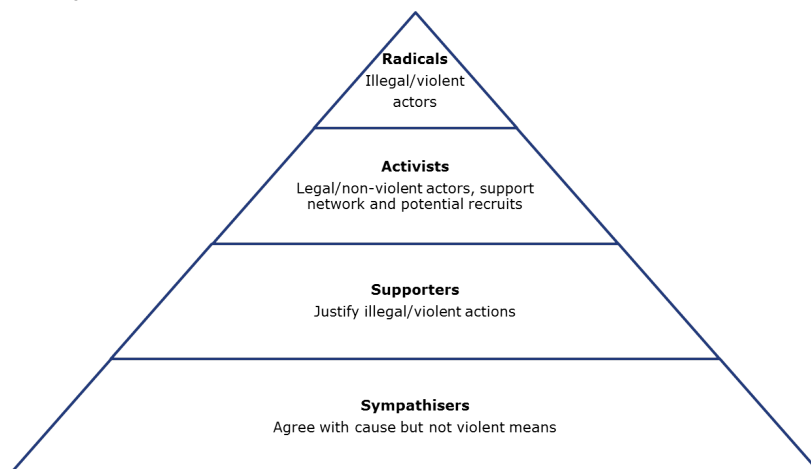 Radicals
Illegal/violent
actors
Activists
Legal/non-violent actors, support
network and potential recruits
Supporters
Justify illegal/violent actions
Sympathisers
Agree with cause but not violent means